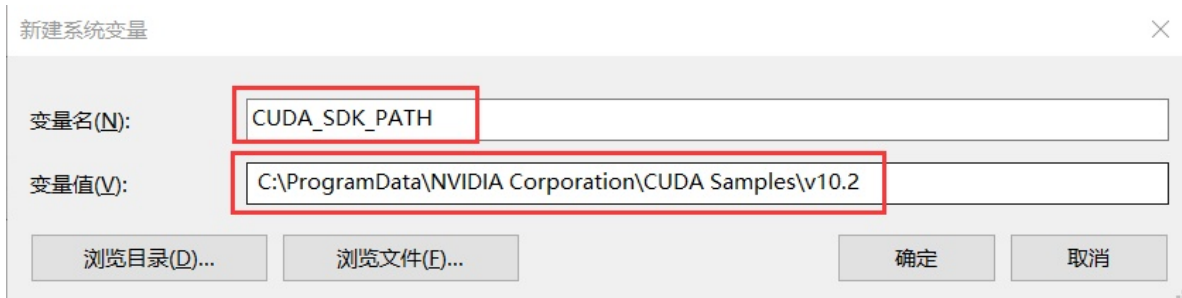 新建系统变量
变量名(N): CUDA_SDK_PATH
变量值(V): C:\ProgramData\NVIDIA Corporation\CUDA Samples\v10.2
浏览目录(D)... 浏览文件(F)... 确定 取消